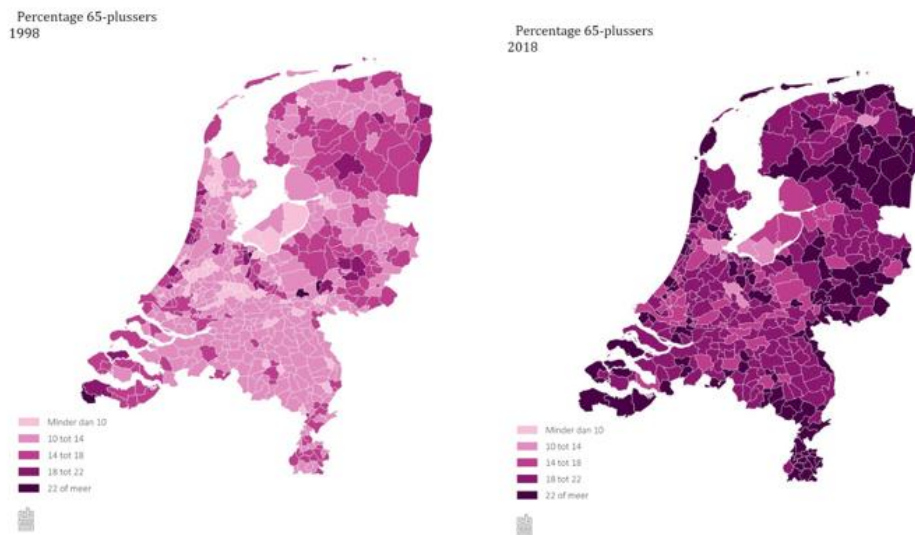 Percentage 65-plussers
1998
Minder dan 10
10 tot 14
14 tot 18
18 tot 22
22 of meer
Percentage 65-plussers
2018
Minder dan 10
10 tot 14
14 tot 18
18 tot 22
22 of meer